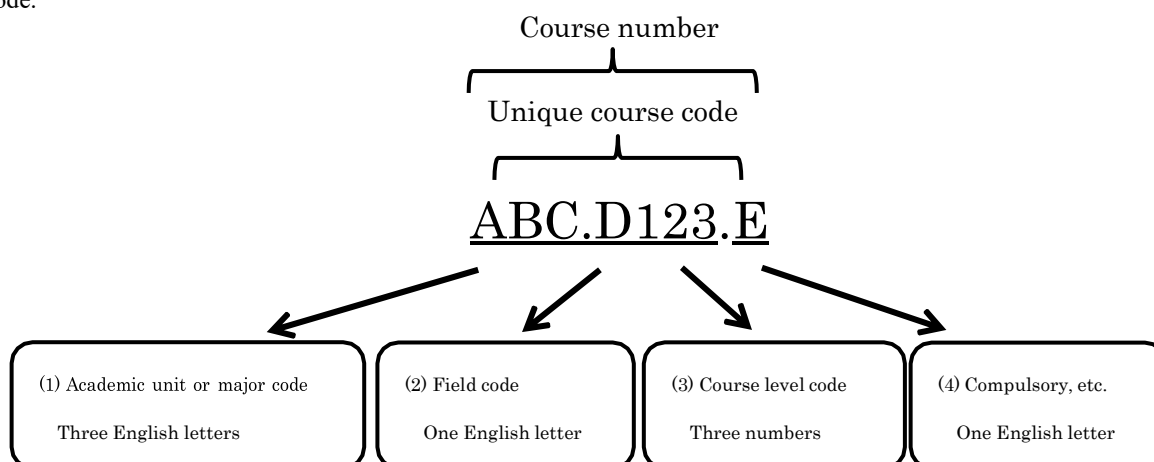 ode.
Course number
Unique course code
ABC.D123.E
(1) Academic unit or major code
Three English letters
(2) Field code
One English letter
(3) Course level code
Three numbers
(4) Compulsory, etc.
One English letter